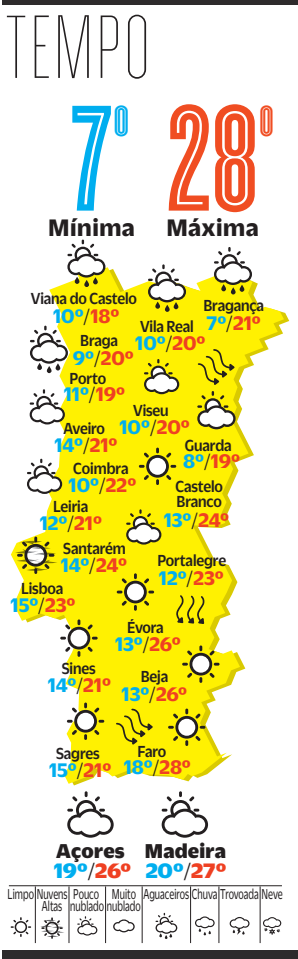 TEMPO
7º 28º
Mínima Máxima
Viana do Castelo
10º/18º
Bragança
7º/21º
Vila Real
10º/20º
Braga
9º/20º
Porto
11º/19º
Viseu
10º/20º
Aveiro
14º/21º
Guarda
8º/19º
Coimbra
10º/22º
Castelo
Branco
13º/24º
Leiria
12º/21º
Santarém
14º/24º
Portalegre
12º/23º
Lisboa
15º/23º
Évora
13º/26º
Sines
14º/21º
Beja
13º/26º
Sagres
15º/21º
Faro
18º/28º
Açores Madeira
19º/26º 20º/27º
Limpo
Nuvens
Altas
Pouco
nublado
Muito
nublado
Aguaceiros
Chuva
Trovoada
Neve